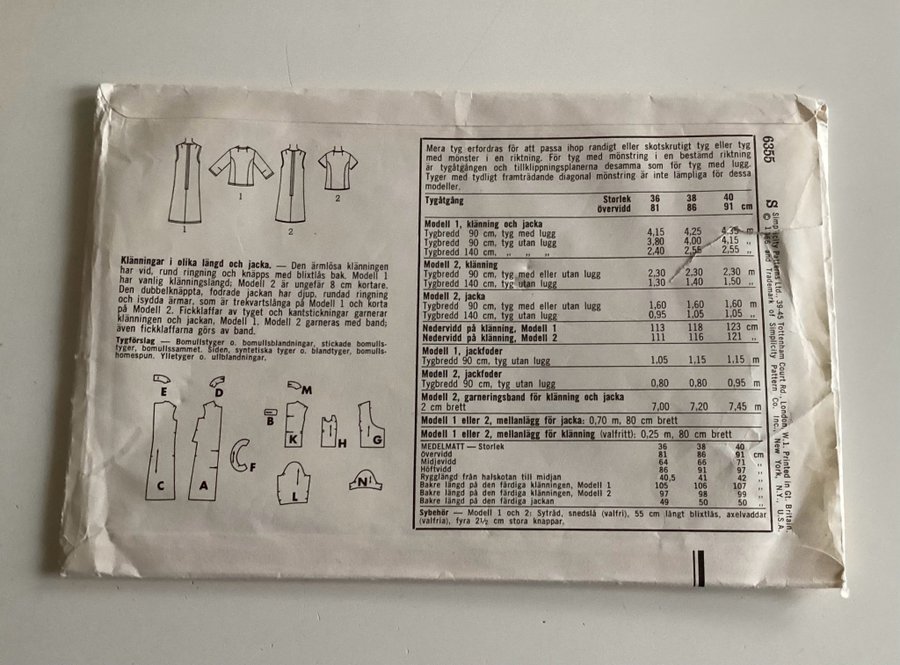 1
1
2
2
Klänningar i olika längd och jacka. — Den ärmlösa klänningen
har vid, rund ringning och knäpps med blixtlås bak. Modell 1
har vanlig klänningslängd; Modell 2 är ungefär 8 cm kortare.
Den dubbelknäppta, fodrade jackan har djup, rundad ringning
och isydda ärmar, som är trekvartslånga på Modell 1 och korta
på Modell 2. Fickklaffar av tyget och kantstickningar garnerar
klänningen och jackan, Modell 1. Modell 2 garneras med band;
även fickklaffarna görs av band.
Tygförslag — Bomullstyger o. bomullsblandningar, stickade bomulls-
tyger, bomullssammet. Siden, syntetiska tyger o. blandtyger, bomulls-
homespun. Ylletyger o. ullblandningar.
E
D
M
B
K
H
G
C
A
F
L
N
Mera tyg erfordras för att passa ihop randigt eller skotskrutigt tyg eller tyg
med mönster i en riktning. För tyg med mönstring i en bestämd riktning
är tygåtgången och tillklippningsplanerna desamma som för tyg med lugg.
Tyger med tydligt framträdande diagonal mönstring är inte lämpliga för dessa
modeller.
Tygåtgång Storlek 36 38 40
övervidd 81 86 91 cm
Modell 1, klänning och jacka
Tygbredd 90 cm, tyg med lugg 4,15 4,25 4,35 m
Tygbredd 90 cm, tyg utan lugg 3,80 4,00 4,15 „
Tygbredd 140 cm, „ „ „ 2,40 2,55 2,55 „
Modell 2, klänning
Tygbredd 90 cm, tyg med eller utan lugg 2,30 2,30 2,30 m
Tygbredd 140 cm, tyg utan lugg 1,30 1,40 1,50 „
Modell 2, jacka
Tygbredd 90 cm, tyg med eller utan lugg 1,60 1,60 1,60 m
Tygbredd 140 cm, tyg utan lugg 0,95 1,05 1,05 „
Nedervidd på klänning, Modell 1 113 118 123 cm
Nedervidd på klänning, Modell 2 111 116 121 „
Modell 1, jackfoder
Tygbredd 90 cm, tyg utan lugg 1,05 1,15 1,15 m
Modell 2, jackfoder
Tygbredd 90 cm, tyg utan lugg 0,80 0,80 0,95 m
Modell 2, garneringsband för klänning och jacka
2 cm brett 7,00 7,20 7,45 m
Modell 1 eller 2, mellanlägg för jacka: 0,70 m, 80 cm brett
Modell 1 eller 2, mellanlägg för klänning (valfritt): 0,25 m, 80 cm brett
MEDELMATT — Storlek 36 38 40
Övervidd 81 86 91 cm
Midjevidd 64 66 71 „
Höftvidd 86 91 97 „
Rygglängd från halskotan till midjan 40,5 41 42 „
Bakre längd på den färdiga klänningen, Modell 1 105 106 107 „
Bakre längd på den färdiga klänningen, Modell 2 97 98 99 „
Bakre längd på den färdiga jackan 49 50 50 „
Sybehör — Modell 1 och 2: Sytråd, snedslå (valfri), 55 cm långt blixtlås, axelvaddar
(valfria), fyra 2½ cm stora knappar.
6355
S Simplicity Patterns Ltd., 39-45 Tottenham Court Rd., London, W.1. Printed in Gt. Britain.
© 1966 and Trademark of Simplicity Pattern Co. Inc., New York, N.Y., U.S.A.